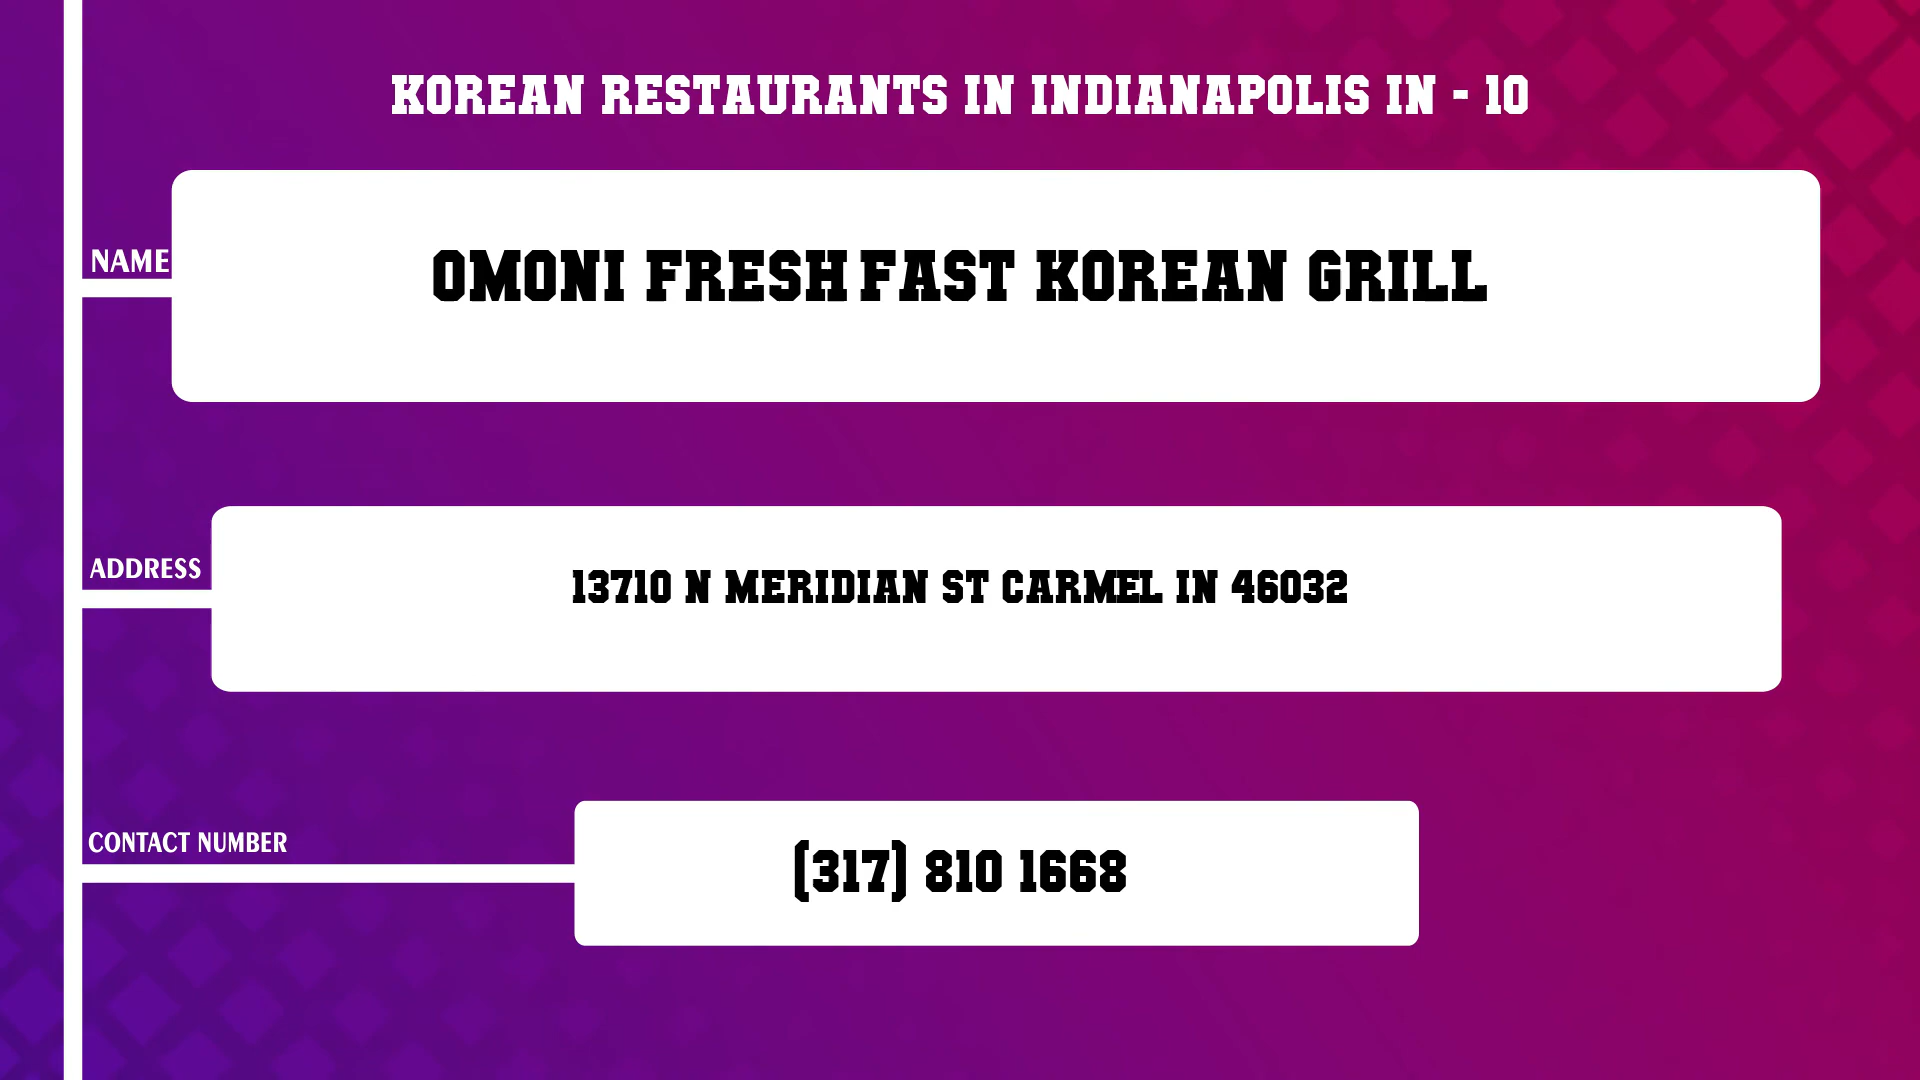 KOREAN RESTAURANTS IN INDIANAPOLIS IN - 10
NAME
OMONI FRESH FAST KOREAN GRILL
ADDRESS
13710 N MERIDIAN ST CARMEL IN 46032
CONTACT NUMBER
(317) 810 1668